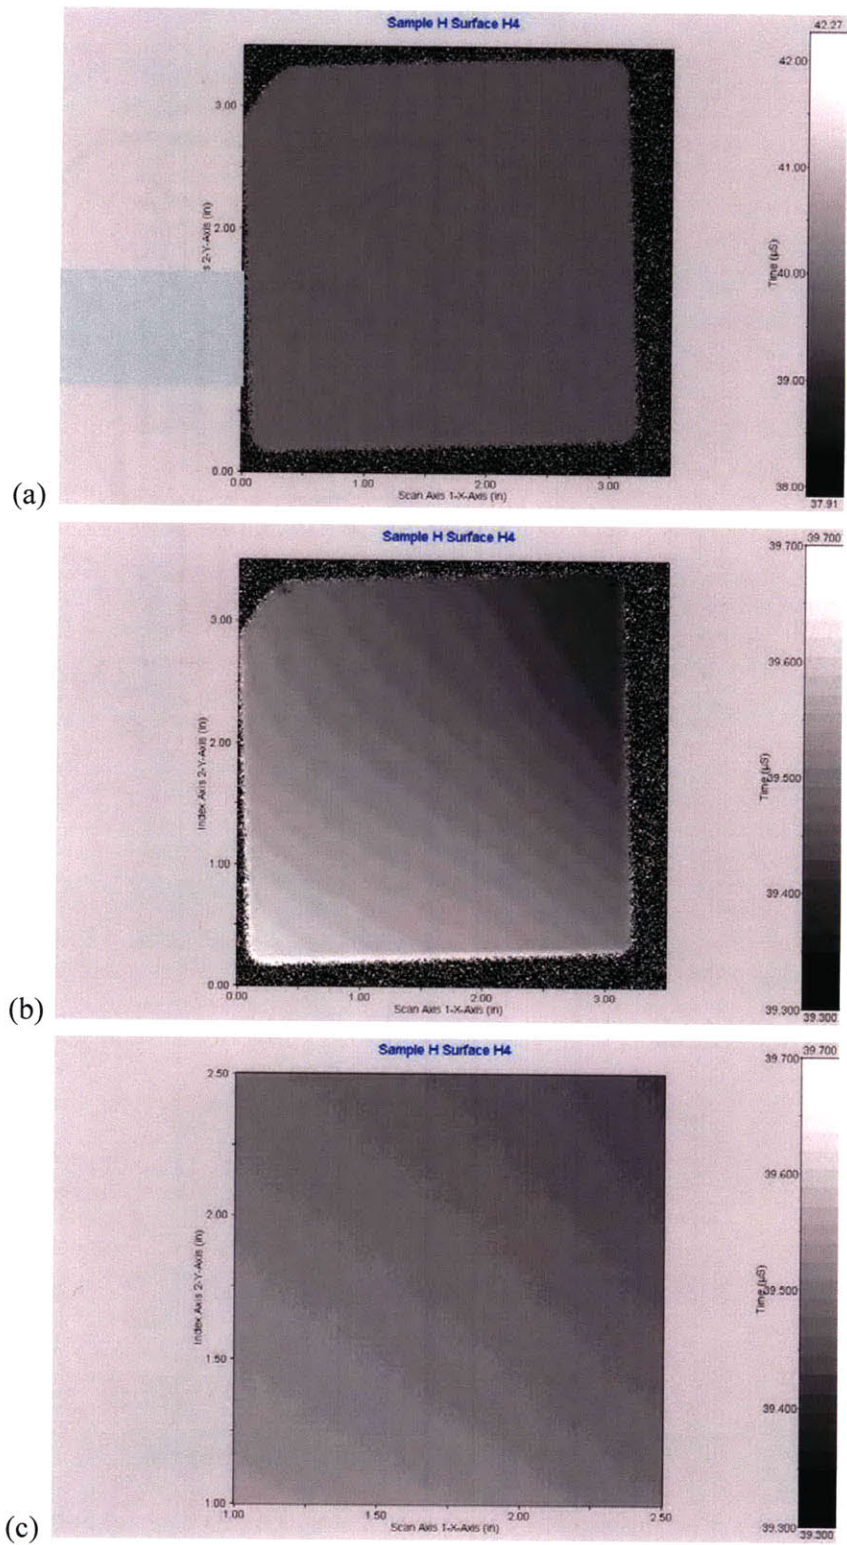 Sample H Surface H4
42.27
42.00
41.00
40.00
39.00
38.00
37.91
Time (µS)
3.00
2.00
0.00
s 2-Y-Axis (in)
0.00 1.00 2.00 3.00
Scan Axis 1-X-Axis (in)
(a)
Sample H Surface H4
39.700 39.700
39.600
39.500
39.400
39.300
39.300
Time (µS)
3.00
2.00
1.00
0.00
Index Axis 2-Y-Axis (in)
0.00 1.00 2.00 3.00
Scan Axis 1-X-Axis (in)
(b)
Sample H Surface H4
39.700 39.700
39.600
39.500
39.400
39.300
39.300
Time (µS)
2.50
2.00
1.50
1.00
Index Axis 2-Y-Axis (in)
1.00 1.50 2.00 2.50
Scan Axis 1-X-Axis (in)
(c)